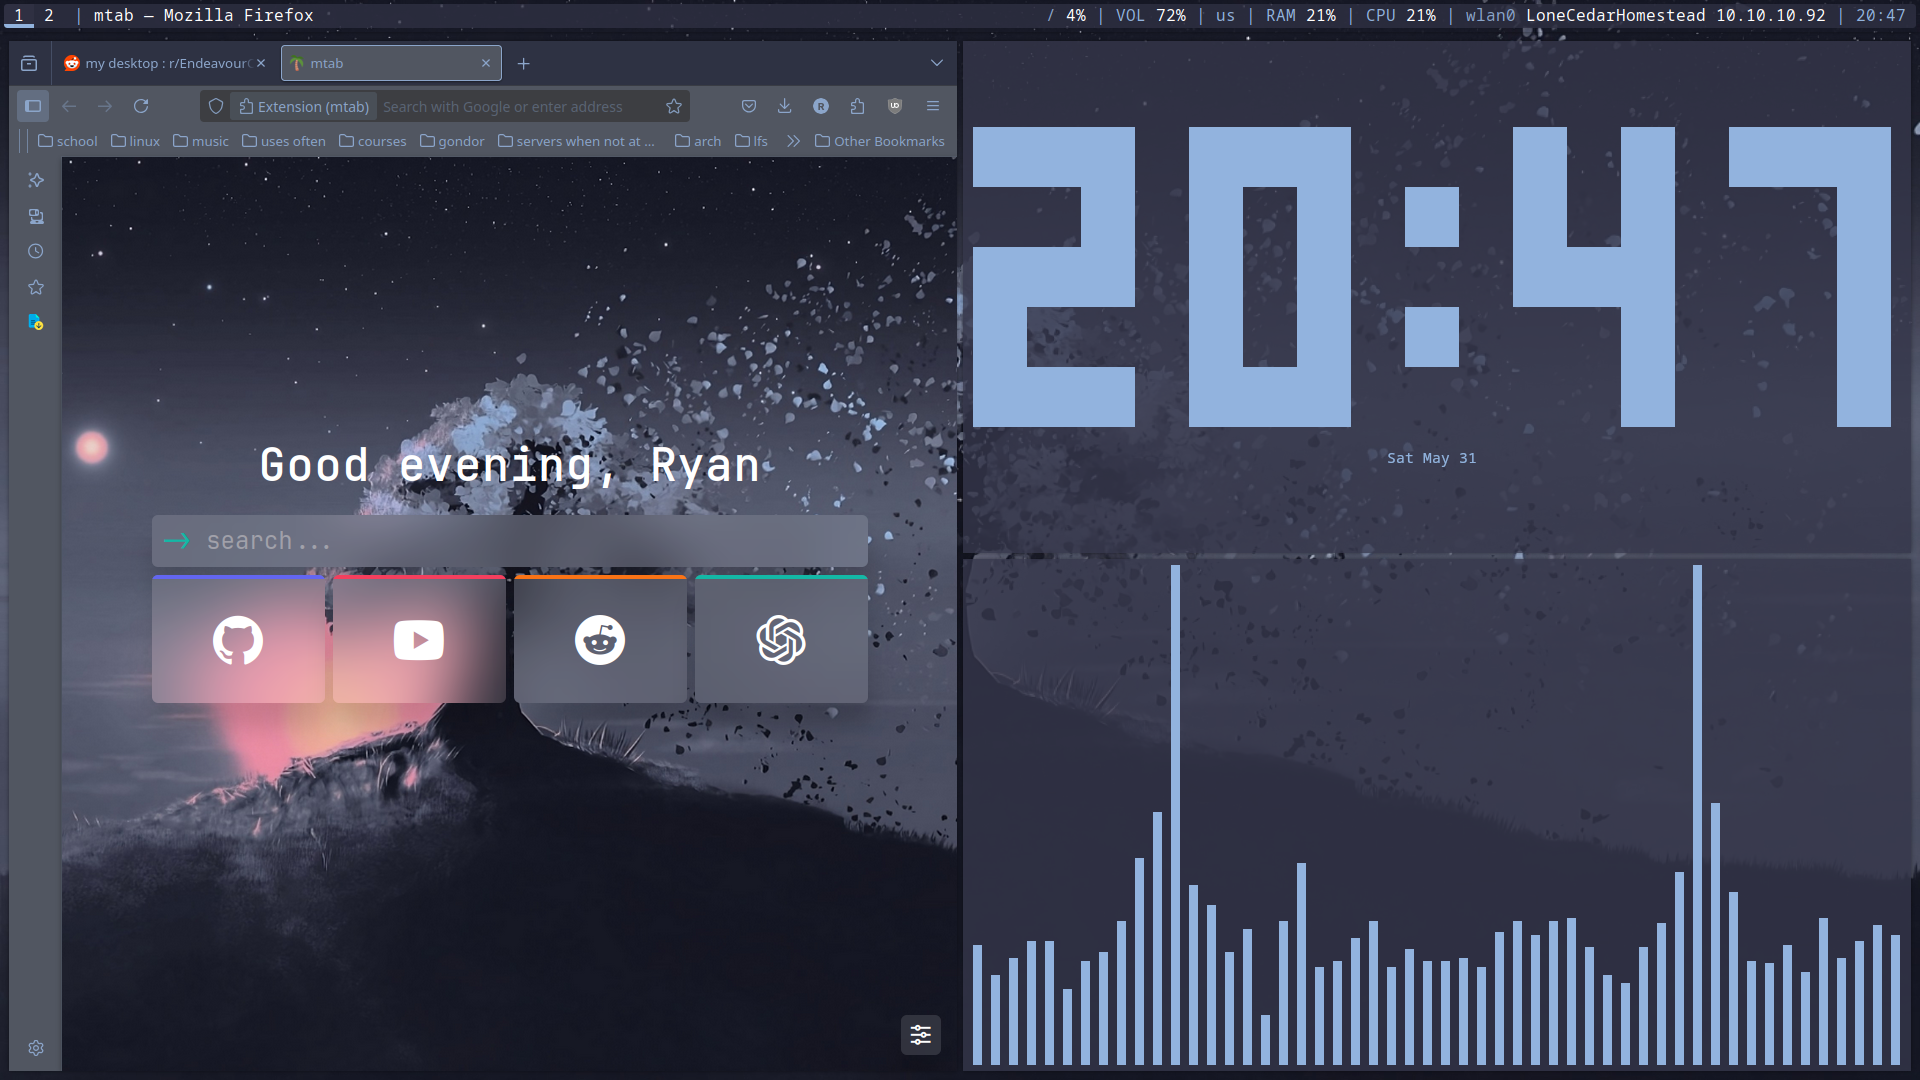 1 2 | mtab — Mozilla Firefox
/ 4% | VOL 72% | us | RAM 21% | CPU 21% | wlan0 LoneCedarHomestead 10.10.10.92 | 20:47
my desktop : r/EndeavourO
mtab
Extension (mtab) Search with Google or enter address
R
school linux music uses often courses gondor servers when not at ... arch lfs Other Bookmarks
Good evening, Ryan
search...
20:47
Sat May 31